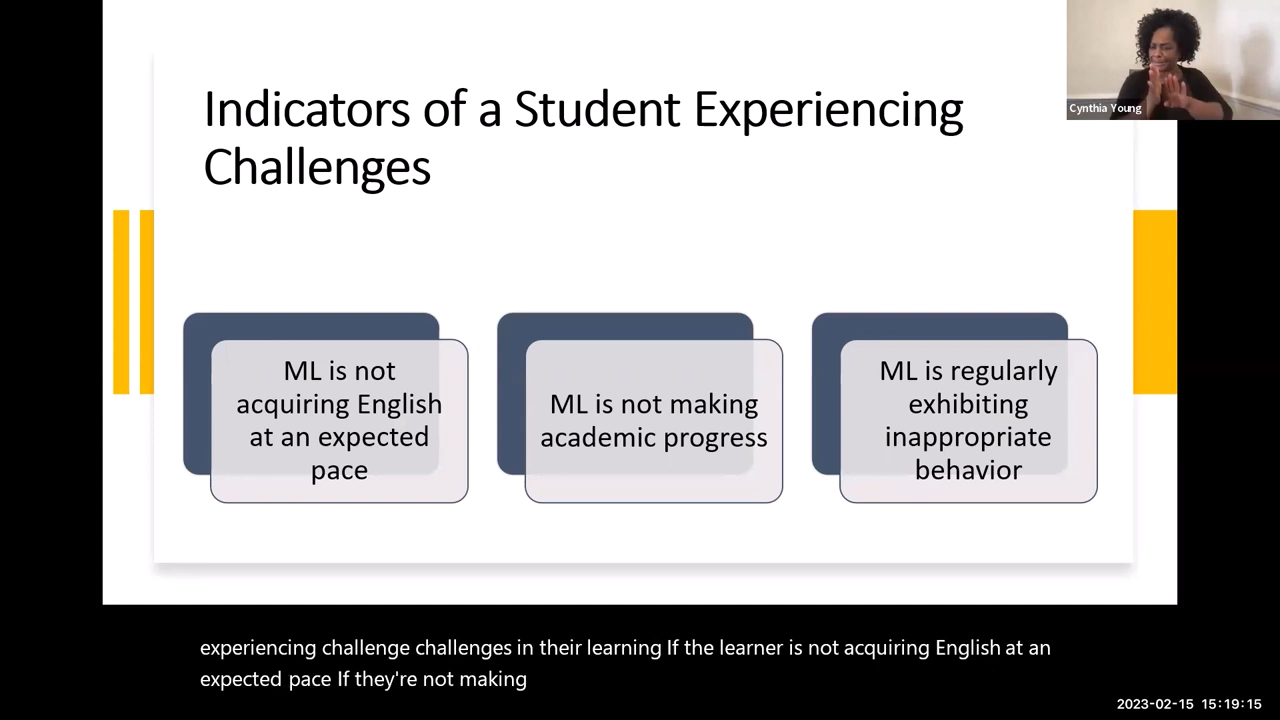 Indicators of a Student Experiencing
Challenges
Cynthia Young
ML is not
acquiring English
at an expected
pace
ML is not making
academic progress
ML is regularly
exhibiting
inappropriate
behavior
experiencing challenge challenges in their learning If the learner is not acquiring English at an
expected pace If they're not making
2023-02-15 15:19:15